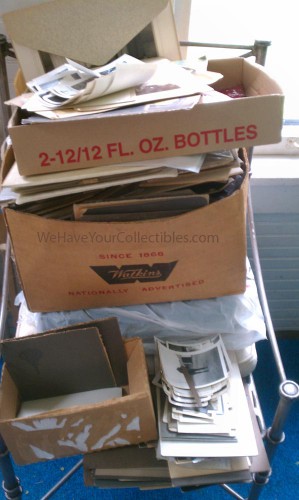 2-12/12 FL. OZ. BOTTLES
WeHaveYourCollectibles.com
SINCE 1868
Watkins
NATIONALLY ADVERTISED